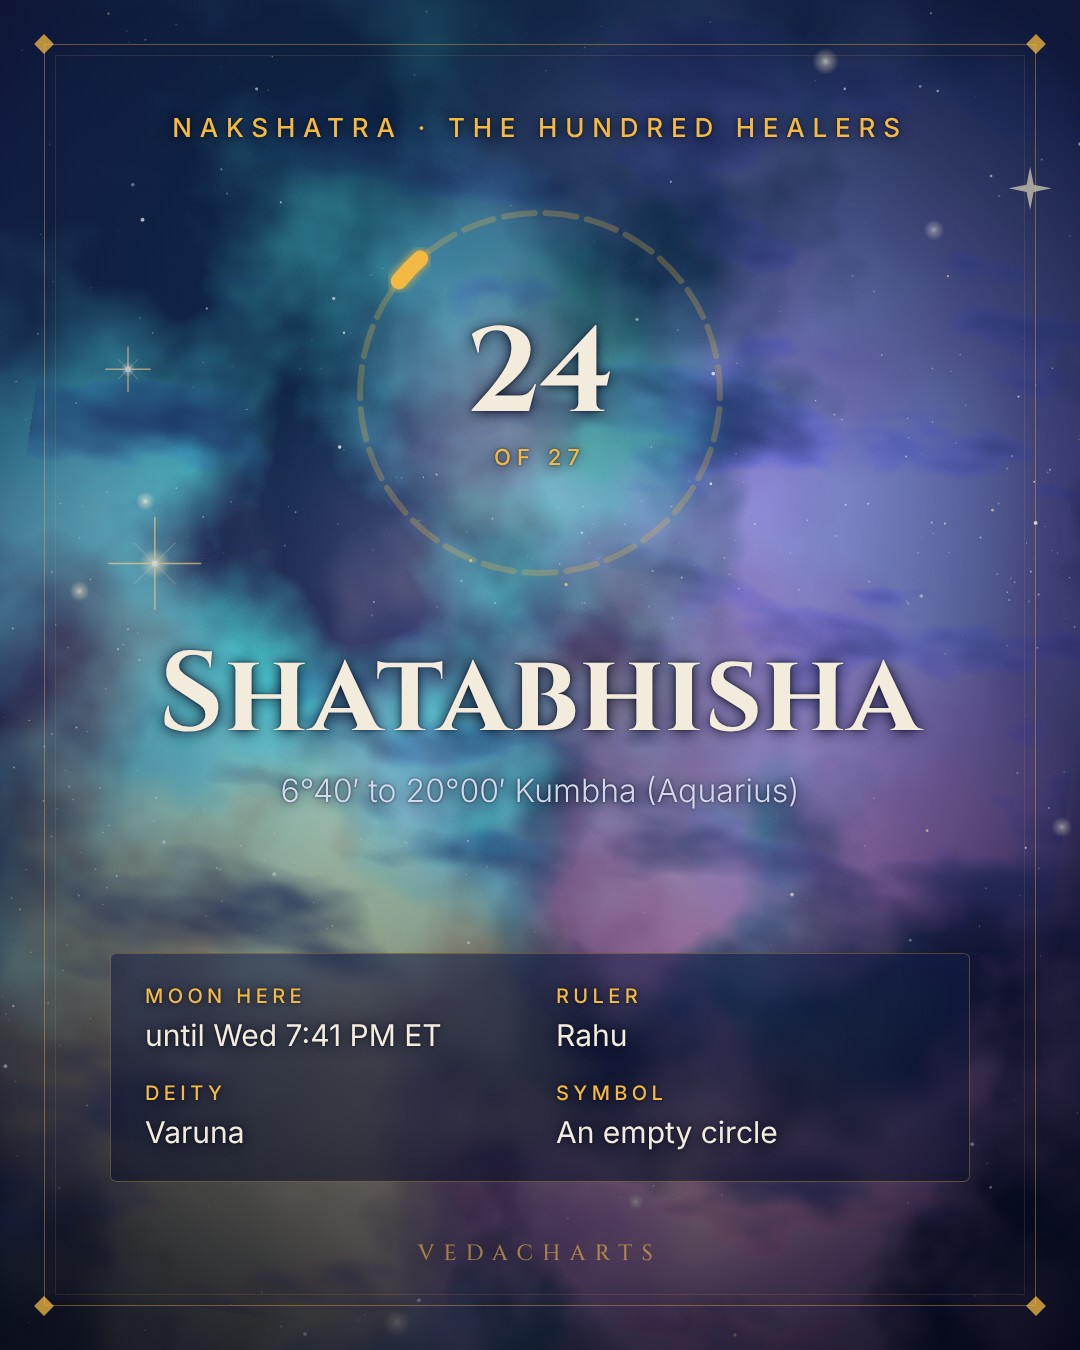 NAKSHATRA · THE HUNDRED HEALERS
24
OF 27
SHATABHISHA
6°40′ to 20°00′ Kumbha (Aquarius)
MOON HERE
until Wed 7:41 PM ET
RULER
Rahu
DEITY
Varuna
SYMBOL
An empty circle
VEDACHARTS